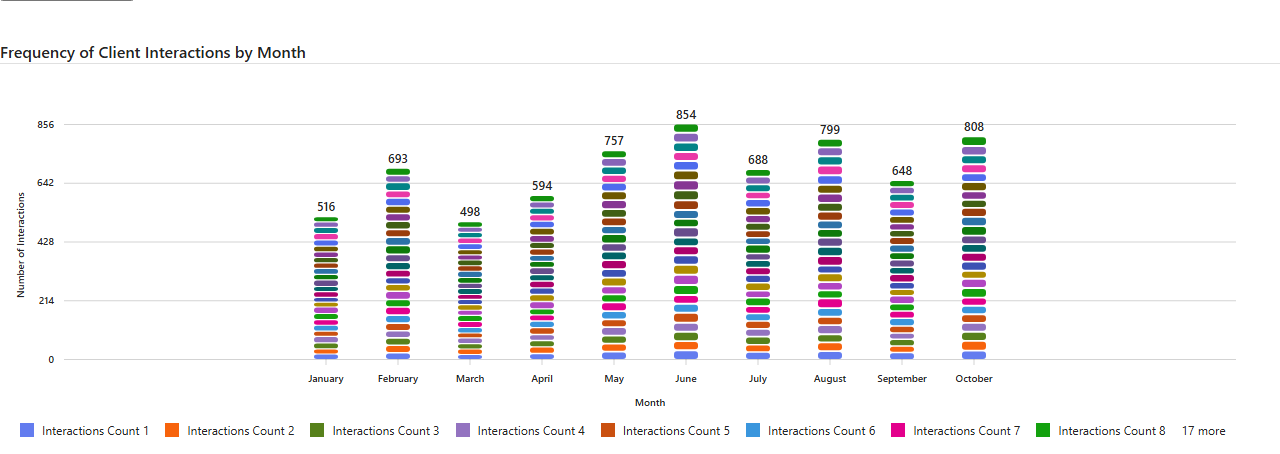 Frequency of Client Interactions by Month
856
642
428
214
0
Number of Interactions
516
693
498
594
757
854
688
799
648
808
January
February
March
April
May
June
July
August
September
October
Month
Interactions Count 1
Interactions Count 2
Interactions Count 3
Interactions Count 4
Interactions Count 5
Interactions Count 6
Interactions Count 7
Interactions Count 8
17 more